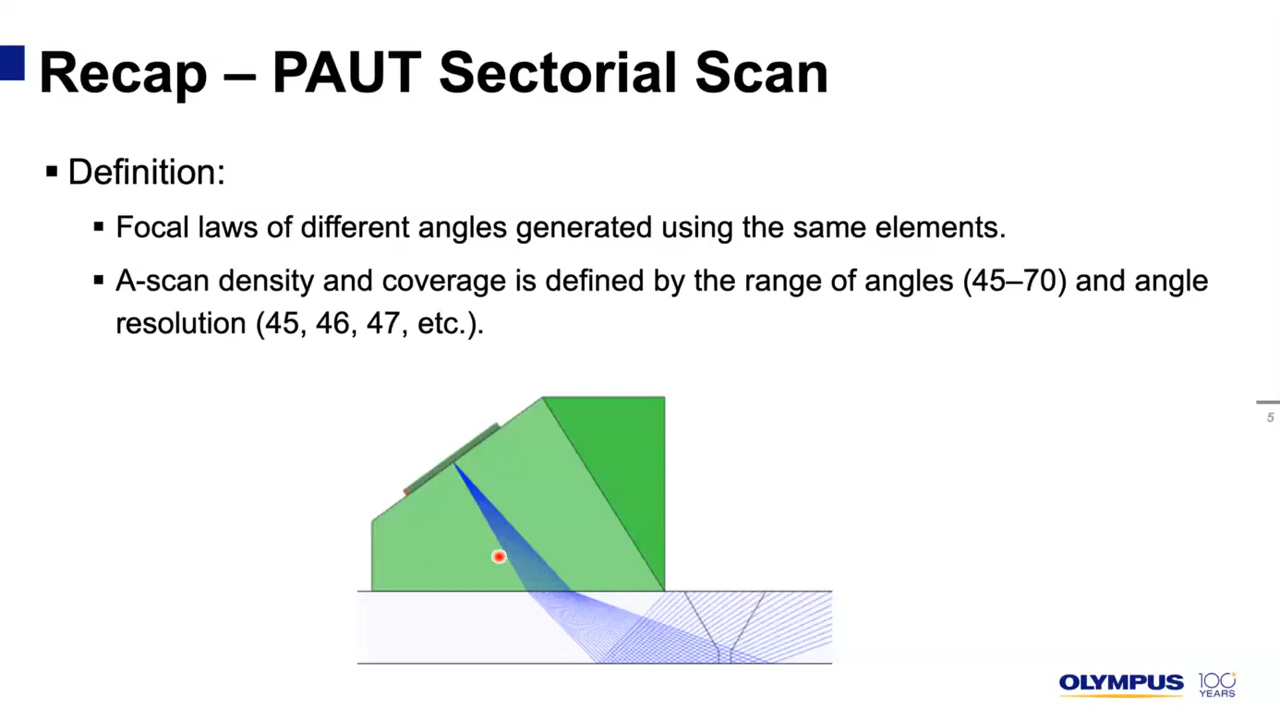 Recap – PAUT Sectorial Scan
▪ Definition:
▪ Focal laws of different angles generated using the same elements.
▪ A-scan density and coverage is defined by the range of angles (45–70) and angle
resolution (45, 46, 47, etc.).
5
OLYMPUS 100
YEARS